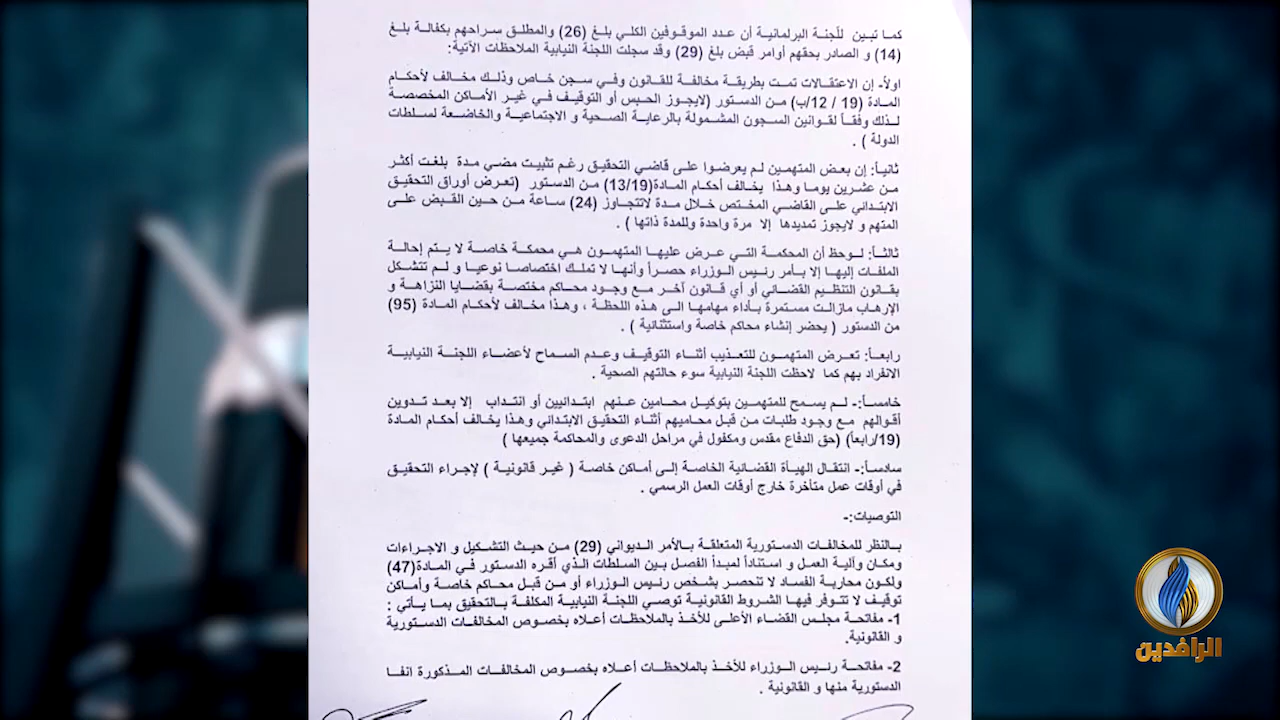 كما تبين للّجنة البرلمانية أن عدد الموقوفين الكلي بلغ (26) والمطلق سراحهم بكفالة بلغ
(14) و الصادر بحقهم أوامر قبض بلغ (29) وقد سجلت اللجنة النيابية الملاحظات الآتية:
اولاً- إن الاعتقالات تمت بطريقة مخالفة للقانون وفي سجن خاص وذلك مخالف لأحكام
المادة (19 / 12/ب) من الدستور (لايجوز الحبس أو التوقيف في غير الأماكن المخصصة
لذلك وفقاً لقوانين السجون المشمولة بالرعاية الصحية و الاجتماعية والخاضعة لسلطات
الدولة ) .
ثانياً: إن بعض المتهمين لم يعرضوا على قاضي التحقيق رغم تثبيت مضي مدة بلغت أكثر
من عشرين يوما وهذا يخالف أحكام المادة(13/19) من الدستور (تعرض أوراق التحقيق
الابتدائي على القاضي المختص خلال مدة لاتتجاوز (24) ساعة من حين القبض على
المتهم و لايجوز تمديدها إلا مرة واحدة وللمدة ذاتها ) .
ثالثاً: لوحظ أن المحكمة التي عرض عليها المتهمون هي محمكة خاصة لا يتم إحالة
الملفات إليها إلا بأمر رئيس الوزراء حصراً وأنها لا تملك اختصاصا نوعيا و لم تتشكل
بقانون التنظيم القضائي أو أي قانون آخر مع وجود محاكم مختصة بقضايا النزاهة و
الإرهاب مازالت مستمرة بأداء مهامها الى هذه اللحظة ، وهذا مخالف لأحكام المادة (95)
من الدستور ( يحضر إنشاء محاكم خاصة واستثنائية ) .
رابعاً: تعرض المتهمون للتعذيب أثناء التوقيف وعدم السماح لأعضاء اللجنة النيابية
الانفراد بهم كما لاحظت اللجنة النيابية سوء حالتهم الصحية .
خامساً:- لم يسمح للمتهمين بتوكيل محامين عنهم ابتدائيين أو انتداب إلا بعد تدوين
أقوالهم مع وجود طلبات من قبل محاميهم أثناء التحقيق الابتدائي وهذا يخالف أحكام المادة
(19/رابعاً) (حق الدفاع مقدس ومكفول في مراحل الدعوى والمحاكمة جميعها )
سادساً:- انتقال الهيأة القضائية الخاصة إلى أماكن خاصة ( غير قانونية ) لإجراء التحقيق
في أوقات عمل متأخرة خارج أوقات العمل الرسمي .
التوصيات:-
بالنظر للمخالفات الدستورية المتعلقة بالأمر الديواني (29) من حيث التشكيل و الاجراءات
ومكان وآلية العمل و استناداً لمبدأ الفصل بين السلطات الذي أقره الدستور في المادة(47)
ولكون محاربة الفساد لا تنحصر بشخص رئيس الوزراء أو من قبل محاكم خاصة وأماكن
توقيف لا تتوفر فيها الشروط القانونية توصي اللجنة النيابية المكلفة بالتحقيق بما يأتي :
1- مفاتحة مجلس القضاء الأعلى للأخذ بالملاحظات أعلاه بخصوص المخالفات الدستورية
و القانونية.
2- مفاتحة رئيس الوزراء للأخذ بالملاحظات أعلاه بخصوص المخالفات المذكورة انفا
الدستورية منها و القانونية .
الرافدين